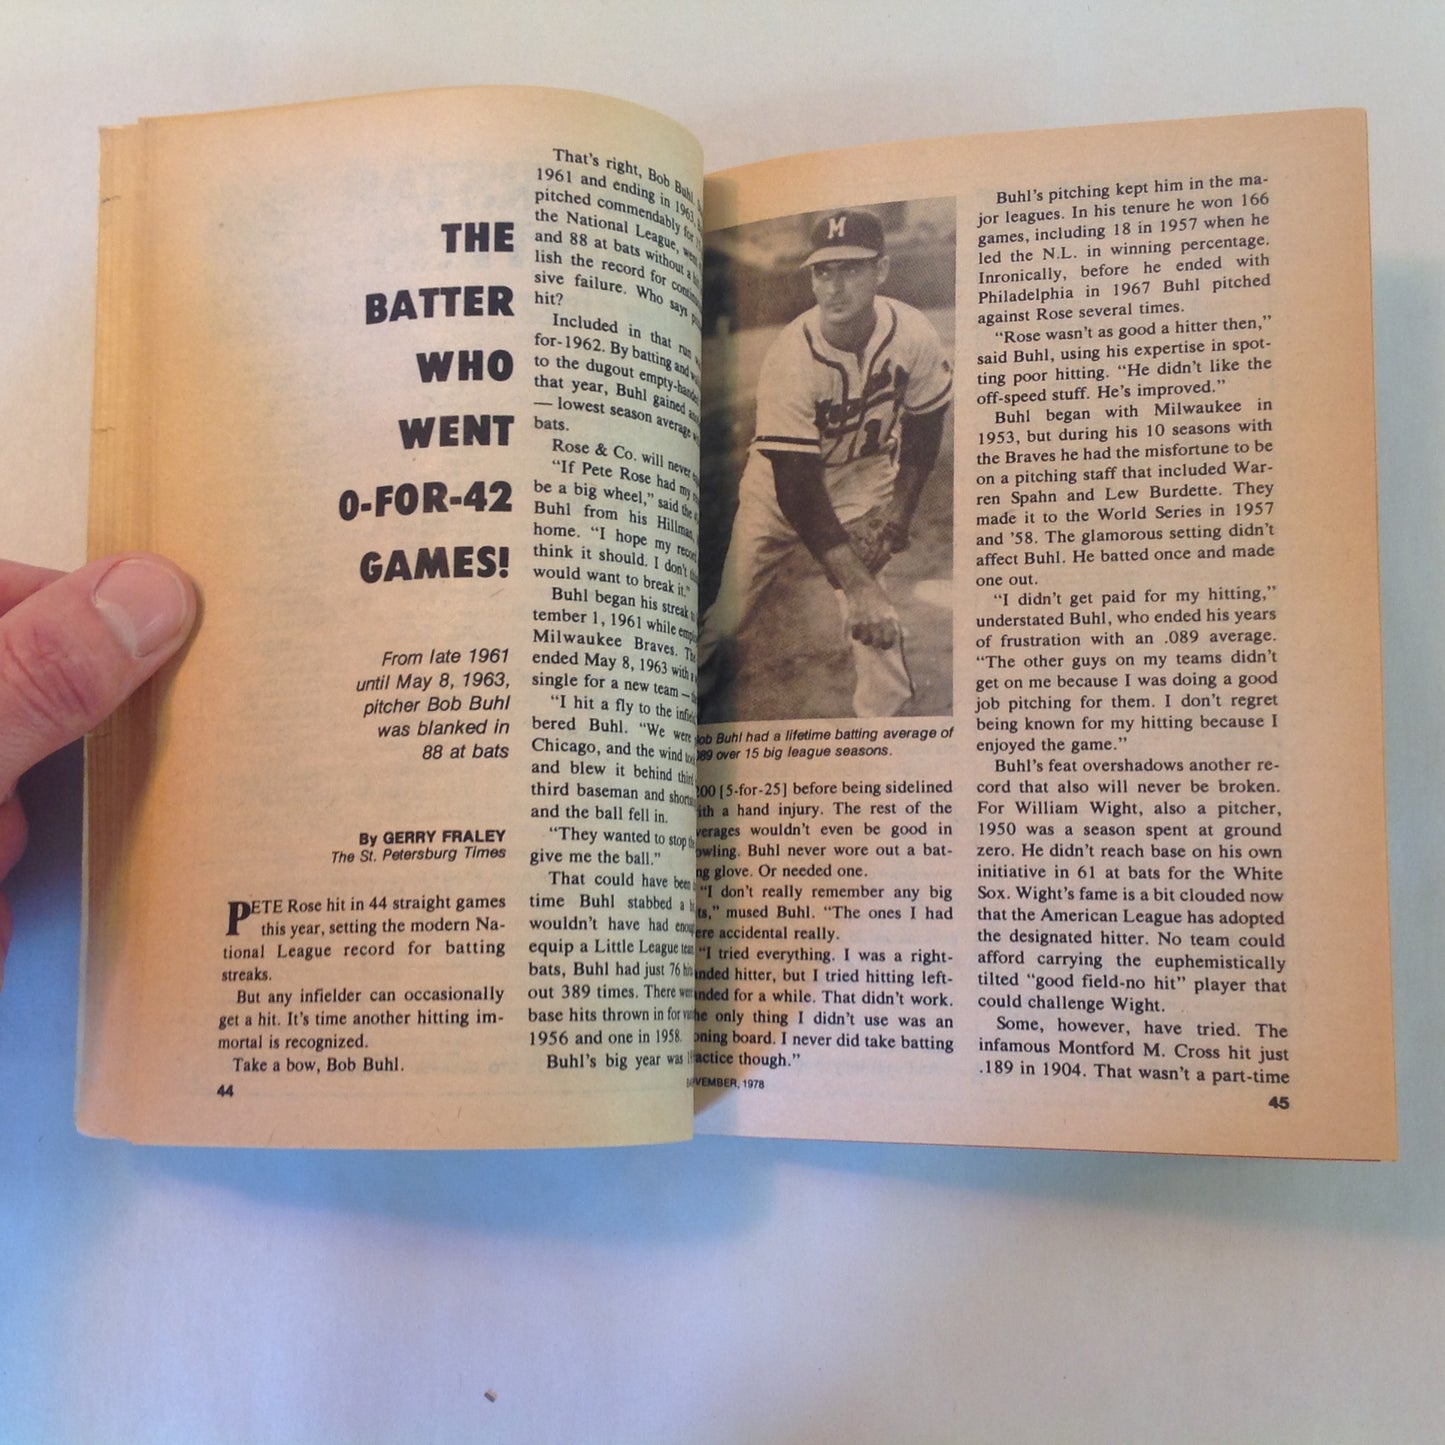 THE
BATTER
WHO
WENT
0-FOR-42
GAMES!
From late 1961
until May 8, 1963,
pitcher Bob Buhl
was blanked in
88 at bats
By GERRY FRALEY
The St. Petersburg Times
PETE Rose hit in 44 straight games
this year, setting the modern Na-
tional League record for batting
streaks.
But any infielder can occasionally
get a hit. It's time another hitting im-
mortal is recognized.
Take a bow, Bob Buhl.
44
That's right, Bob Buhl.
1961 and ending in 1963,
pitched commendably for
the National League,
and 88 at bats without a
lish the record for
sive failure. Who says
hit?
Included in that run
for-1962. By batting and
to the dugout empty-handed
that year, Buhl gained
— lowest season average
bats.
Rose & Co. will never
"If Pete Rose had my
be a big wheel," said the
Buhl from his Hillman,
home. "I hope my record
think it should. I don't
would want to break it."
Buhl began his streak
tember 1, 1961 while
Milwaukee Braves.
ended May 8, 1963 with
single for a new team —
"I hit a fly to the
bered Buhl. "We were
Chicago, and the wind
and blew it behind third
third baseman and
and the ball fell in.
"They wanted to stop the
give me the ball."
That could have been
time Buhl stabbed a
wouldn't have had
equip a Little League
bats, Buhl had just 76 hits
out 389 times. There were
base hits thrown in for
1956 and one in 1958.
Buhl's big year was
Bob Buhl had a lifetime batting average of
.089 over 15 big league seasons.
[5-for-25] before being sidelined
with a hand injury. The rest of the
averages wouldn't even be good in
bowling. Buhl never wore out a bat-
ting glove. Or needed one.
"I don't really remember any big
hits," mused Buhl. "The ones I had
were accidental really.
"I tried everything. I was a right-
handed hitter, but I tried hitting left-
handed for a while. That didn't work.
The only thing I didn't use was an
ironing board. I never did take batting
practice though."
NOVEMBER, 1978
Buhl's pitching kept him in the ma-
jor leagues. In his tenure he won 166
games, including 18 in 1957 when he
led the N.L. in winning percentage.
Inronically, before he ended with
Philadelphia in 1967 Buhl pitched
against Rose several times.
"Rose wasn't as good a hitter then,"
said Buhl, using his expertise in spot-
ting poor hitting. "He didn't like the
off-speed stuff. He's improved."
Buhl began with Milwaukee in
1953, but during his 10 seasons with
the Braves he had the misfortune to be
on a pitching staff that included War-
ren Spahn and Lew Burdette. They
made it to the World Series in 1957
and '58. The glamorous setting didn't
affect Buhl. He batted once and made
one out.
"I didn't get paid for my hitting,"
understated Buhl, who ended his years
of frustration with an .089 average.
"The other guys on my teams didn't
get on me because I was doing a good
job pitching for them. I don't regret
being known for my hitting because I
enjoyed the game."
Buhl's feat overshadows another re-
cord that also will never be broken.
For William Wight, also a pitcher,
1950 was a season spent at ground
zero. He didn't reach base on his own
initiative in 61 at bats for the White
Sox. Wight's fame is a bit clouded now
that the American League has adopted
the designated hitter. No team could
afford carrying the euphemistically
tilted "good field-no hit" player that
could challenge Wight.
Some, however, have tried. The
infamous Montford M. Cross hit just
.189 in 1904. That wasn't a part-time
45
M
1